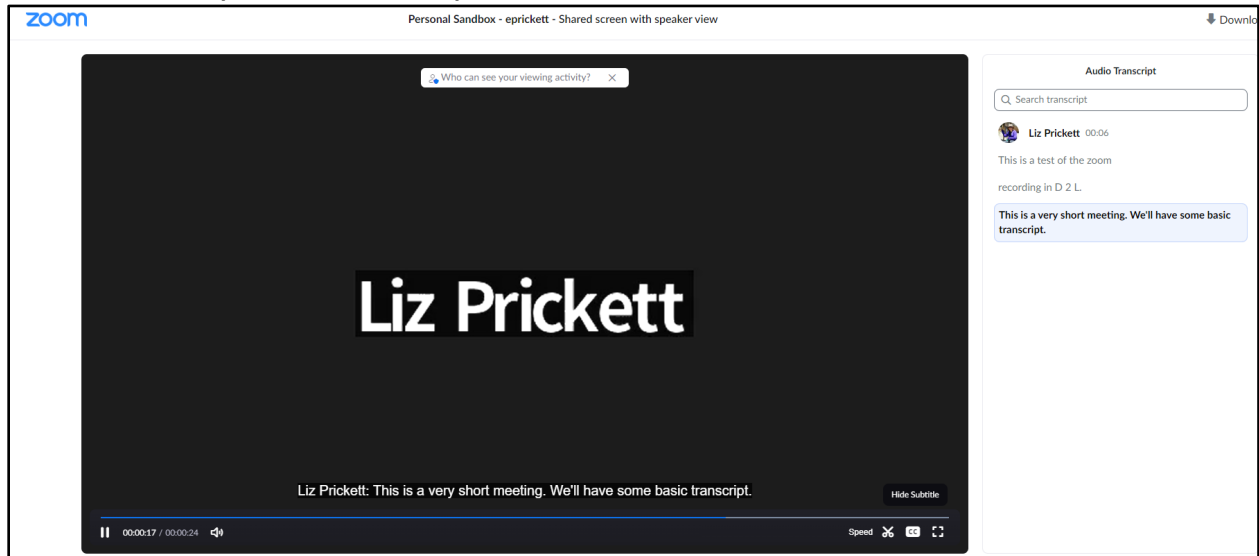 zoom
Personal Sandbox - eprickett - Shared screen with speaker view
Downlo
Who can see your viewing activity?
Audio Transcript
Search transcript
Liz Prickett 00:06
This is a test of the zoom
recording in D 2 L.
This is a very short meeting. We'll have some basic
transcript.
Liz Prickett
Liz Prickett: This is a very short meeting. We'll have some basic transcript.
Hide Subtitle
00:00:17 / 00:00:24
Speed
CC